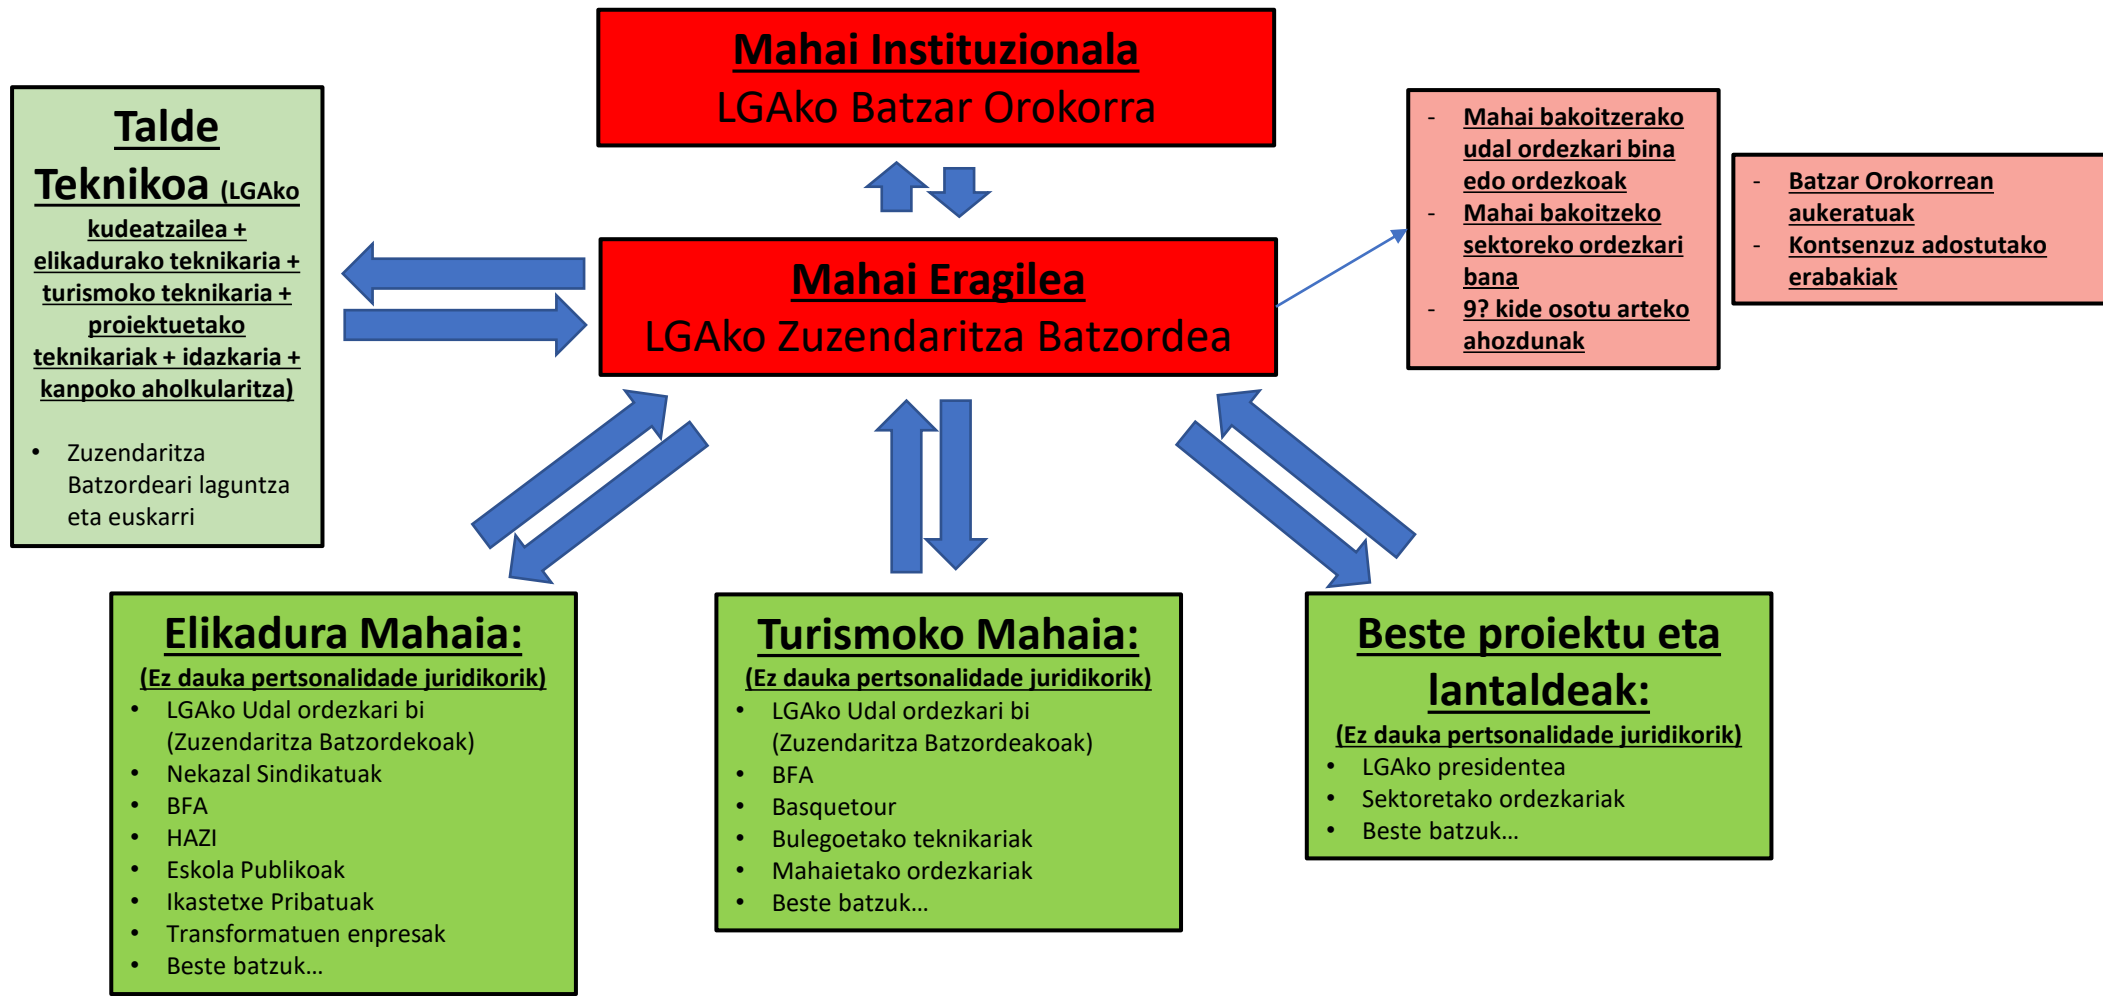 Mahai Instituzionala
LGAko Batzar Orokorra
Talde
Teknikoa (LGAko
kudeatzailea +
elikadurako teknikaria +
turismoko teknikaria +
proiektuetako
teknikariak + idazkaria +
kanpoko aholkularitza)
• Zuzendaritza
Batzordeari laguntza
eta euskarri
Mahai Eragilea
LGAko Zuzendaritza Batzordea
- Mahai bakoitzerako
udal ordezkari bina
edo ordezkoak
- Mahai bakoitzeko
sektoreko ordezkari
bana
- 9? kide osotu arteko
ahozdunak
- Batzar Orokorrean
aukeratuak
- Kontsenzuz adostutako
erabakiak
Elikadura Mahaia:
(Ez dauka pertsonalidade juridikorik)
• LGAko Udal ordezkari bi
(Zuzendaritza Batzordekoak)
• Nekazal Sindikatuak
• BFA
• HAZI
• Eskola Publikoak
• Ikastetxe Pribatuak
• Transformatuen enpresak
• Beste batzuk…
Turismoko Mahaia:
(Ez dauka pertsonalidade juridikorik)
• LGAko Udal ordezkari bi
(Zuzendaritza Batzordeakoak)
• BFA
• Basquetour
• Bulegoetako teknikariak
• Mahaietako ordezkariak
• Beste batzuk…
Beste proiektu eta
lantaldeak:
(Ez dauka pertsonalidade juridikorik)
• LGAko presidentea
• Sektoretako ordezkariak
• Beste batzuk…